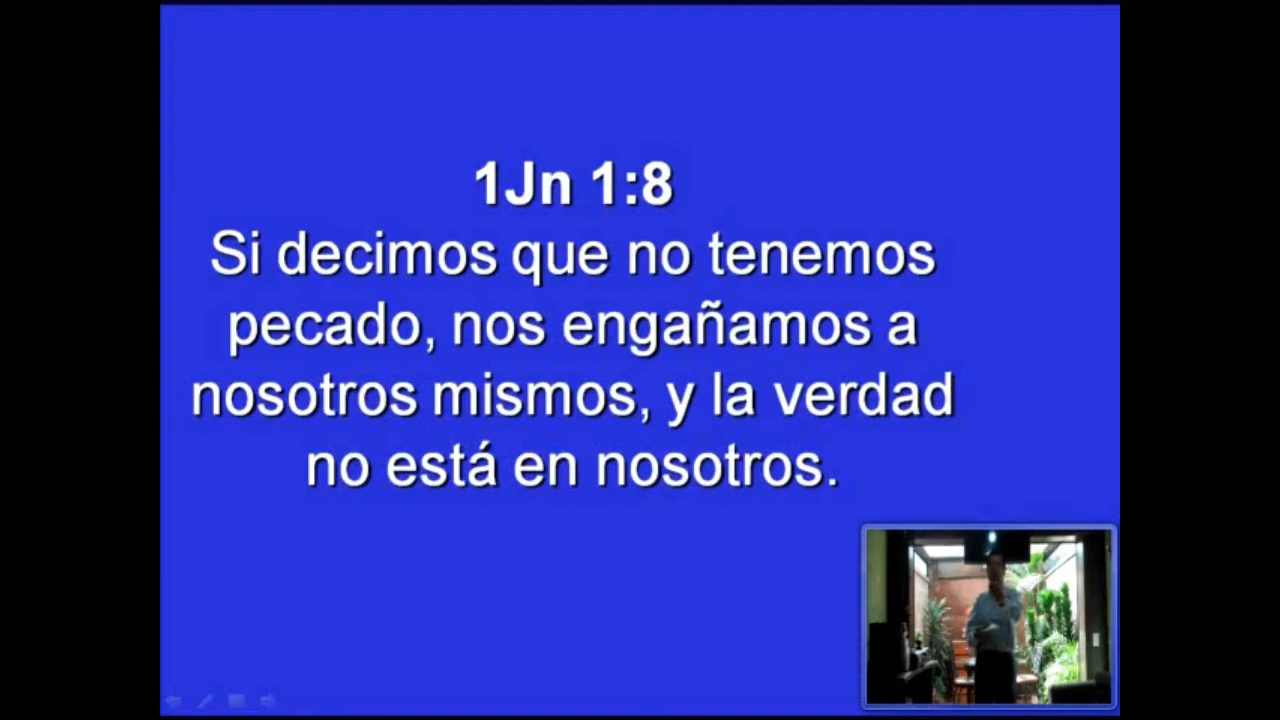 1Jn 1:8
Si decimos que no tenemos
pecado, nos engañamos a
nosotros mismos, y la verdad
no está en nosotros.